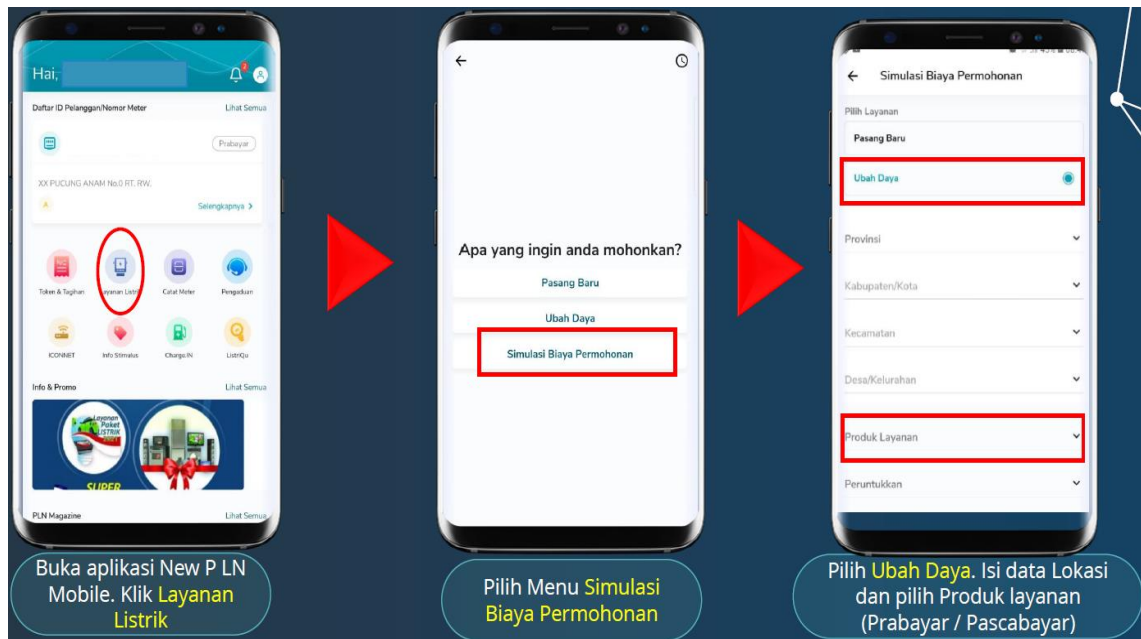 Hai,
Daftar ID Pelanggan/Nomor Meter Lihat Semua
Prabayar
XX PUCUNG ANAM No.0 RT. RW.
A
Selengkapnya >
Token & Tagihan Layanan Listrik Catat Meter Pengaduan
ICONNET Info Stimulus Charge.IN ListriQu
Info & Promo Lihat Semua
Layanan
Paket
LISTRIK
SUPER
PLN Magazine Lihat Semua
Buka aplikasi New P LN
Mobile. Klik Layanan
Listrik
Apa yang ingin anda mohonkan?
Pasang Baru
Ubah Daya
Simulasi Biaya Permohonan
Pilih Menu Simulasi
Biaya Permohonan
Simulasi Biaya Permohonan
Pilih Layanan
Pasang Baru
Ubah Daya
Provinsi
Kabupaten/Kota
Kecamatan
Desa/Kelurahan
Produk Layanan
Peruntukkan
Pilih Ubah Daya. Isi data Lokasi
dan pilih Produk layanan
(Prabayar / Pascabayar)